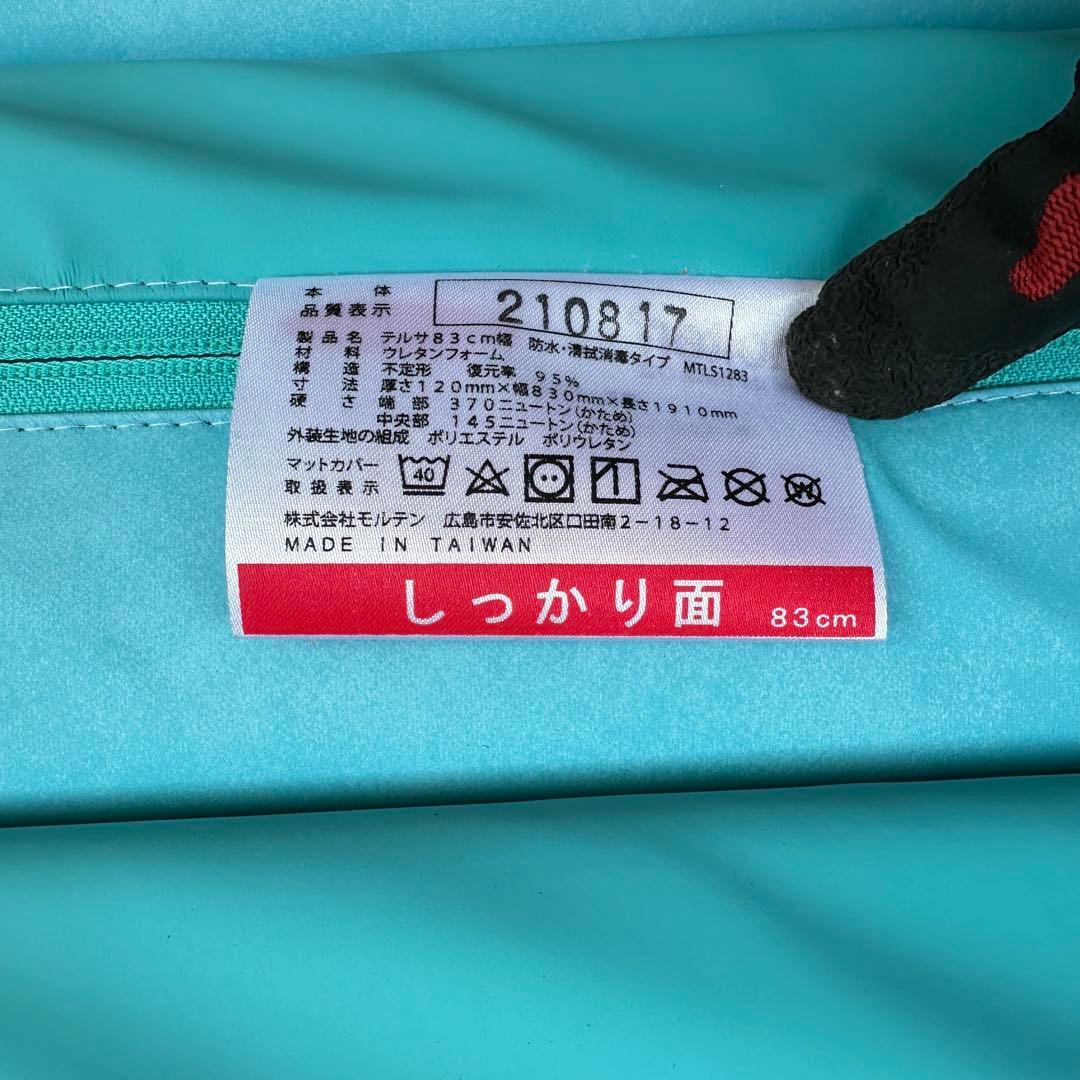 本体
品質表示 210817
製品名 テルサ83cm幅 防水・清拭消毒タイプ MTLS1283
材料 ウレタンフォーム
構造 不定形 復元率 95%
寸法 厚さ120mm×幅830mm×長さ1910mm
硬さ 端部 370ニュートン(かため)
中央部 145ニュートン(かため)
外装生地の組成 ポリエステル ポリウレタン
マットカバー
取扱表示 40
株式会社モルテン 広島市安佐北区口田南2-18-12
MADE IN TAIWAN
しっかり面 83cm